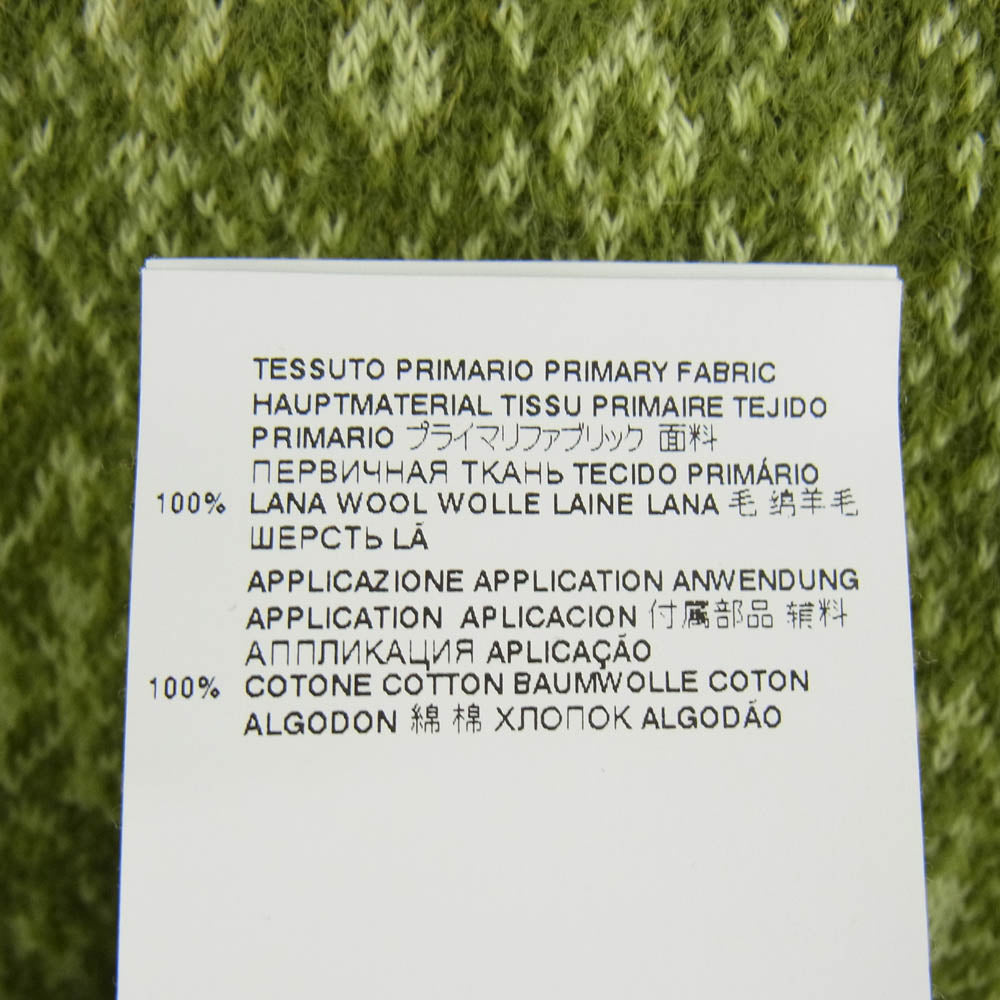 TESSUTO PRIMARIO PRIMARY FABRIC
HAUPTMATERIAL TISSU PRIMAIRE TEJIDO
PRIMARIO プライマリファブリック 面料
ПЕРВИЧНАЯ ТКАНЬ TECIDO PRIMÁRIO
100% LANA WOOL WOLLE LAINE LANA 毛 绵羊毛
ШЕРСТЬ LÃ
APPLICAZIONE APPLICATION ANWENDUNG
APPLICATION APLICACION 付属部品 辅料
АППЛИКАЦИЯ APLICAÇÃO
100% COTONE COTTON BAUMWOLLE COTON
ALGODON 綿 棉 ХЛОПОК ALGODÃO